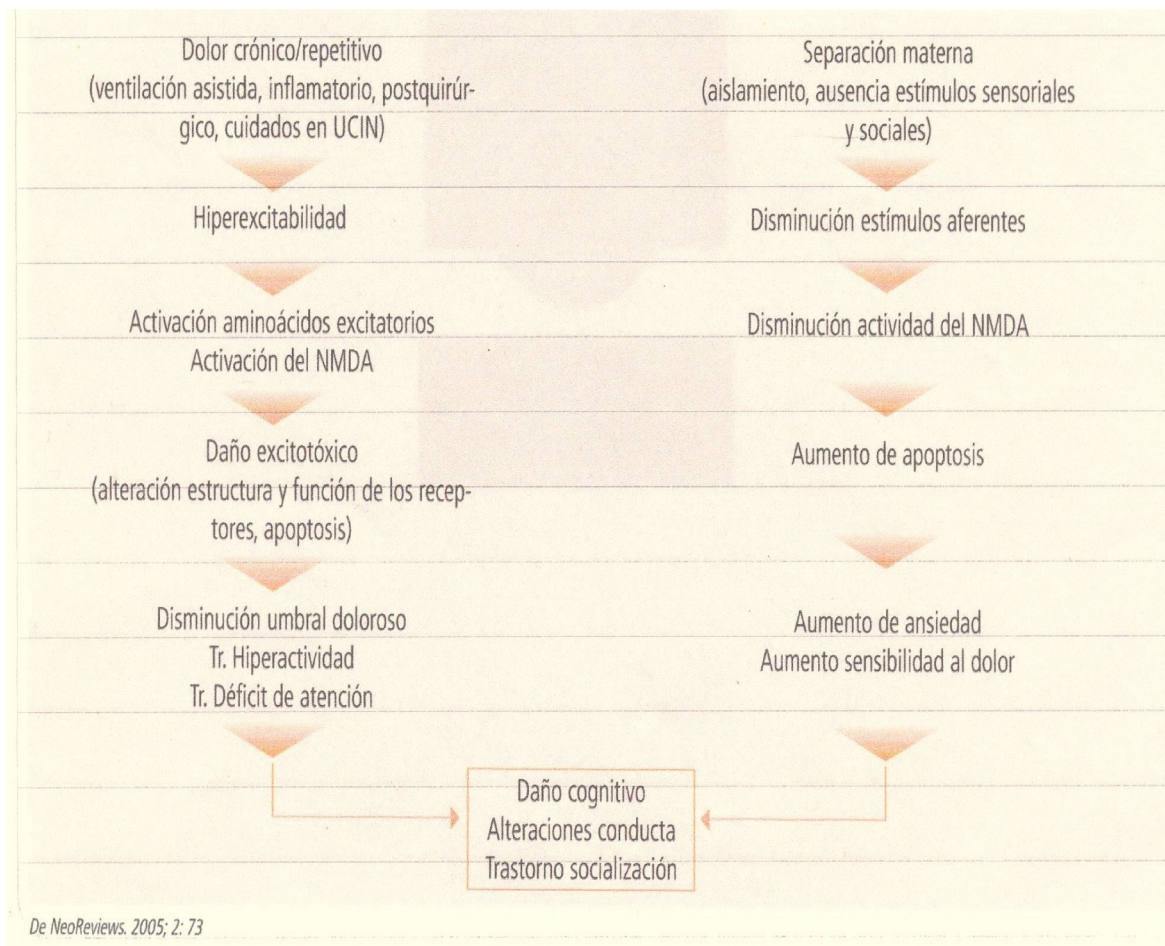 Dolor crónico/repetitivo
(ventilación asistida, inflamatorio, postquirúr-
gico, cuidados en UCIN)
Hiperexcitabilidad
Activación aminoácidos excitatorios
Activación del NMDA
Daño excitotóxico
(alteración estructura y función de los recep-
tores, apoptosis)
Disminución umbral doloroso
Tr. Hiperactividad
Tr. Déficit de atención
Separación materna
(aislamiento, ausencia estímulos sensoriales
y sociales)
Disminución estímulos aferentes
Disminución actividad del NMDA
Aumento de apoptosis
Aumento de ansiedad
Aumento sensibilidad al dolor
Daño cognitivo
Alteraciones conducta
Trastorno socialización
De NeoReviews. 2005; 2: 73